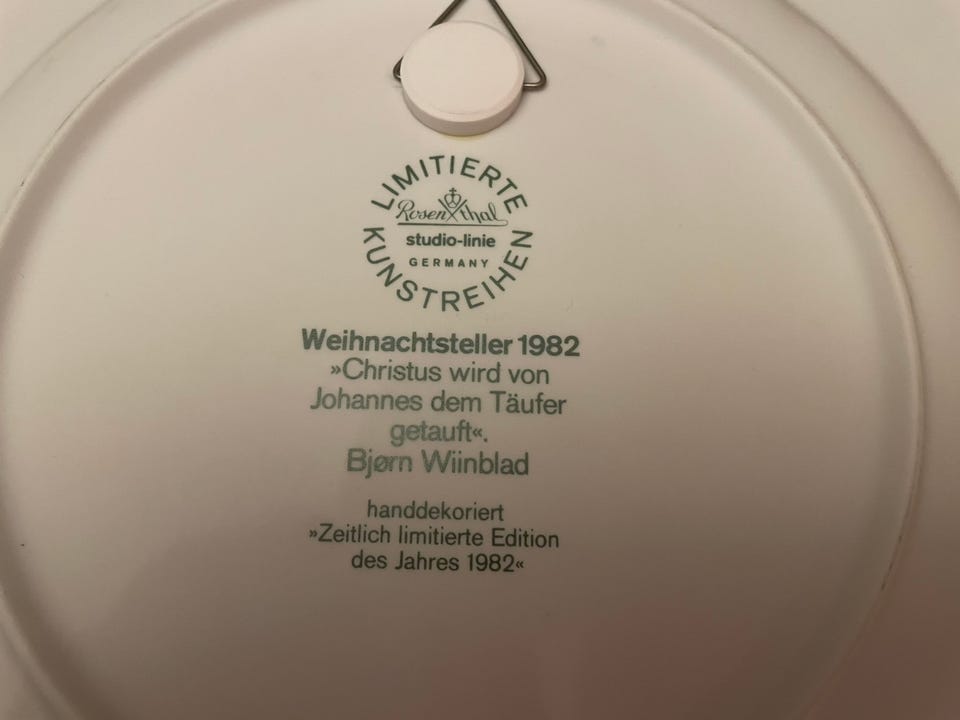 LIMITIERTE
Rosenthal
studio-linie
GERMANY
KUNSTREIHEN
Weihnachtsteller 1982
»Christus wird von
Johannes dem Täufer
getauft«.
Bjørn Wiinblad
handdekoriert
»Zeitlich limitierte Edition
des Jahres 1982«